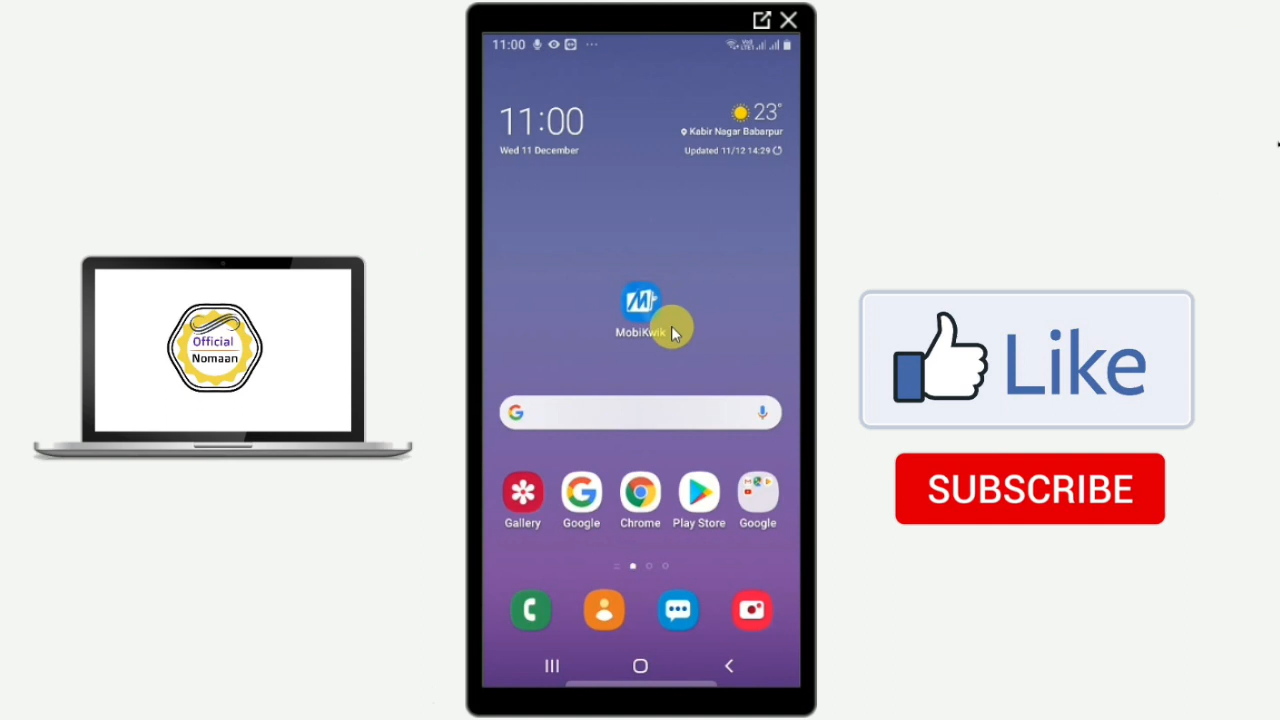 11:00
11:00
23°
Kabir Nagar Babarpur
Wed 11 December
Updated 11/12 14:29
Official
Nomaan
MobiKwik
Like
SUBSCRIBE
Gallery
Google
Chrome
Play Store
Google